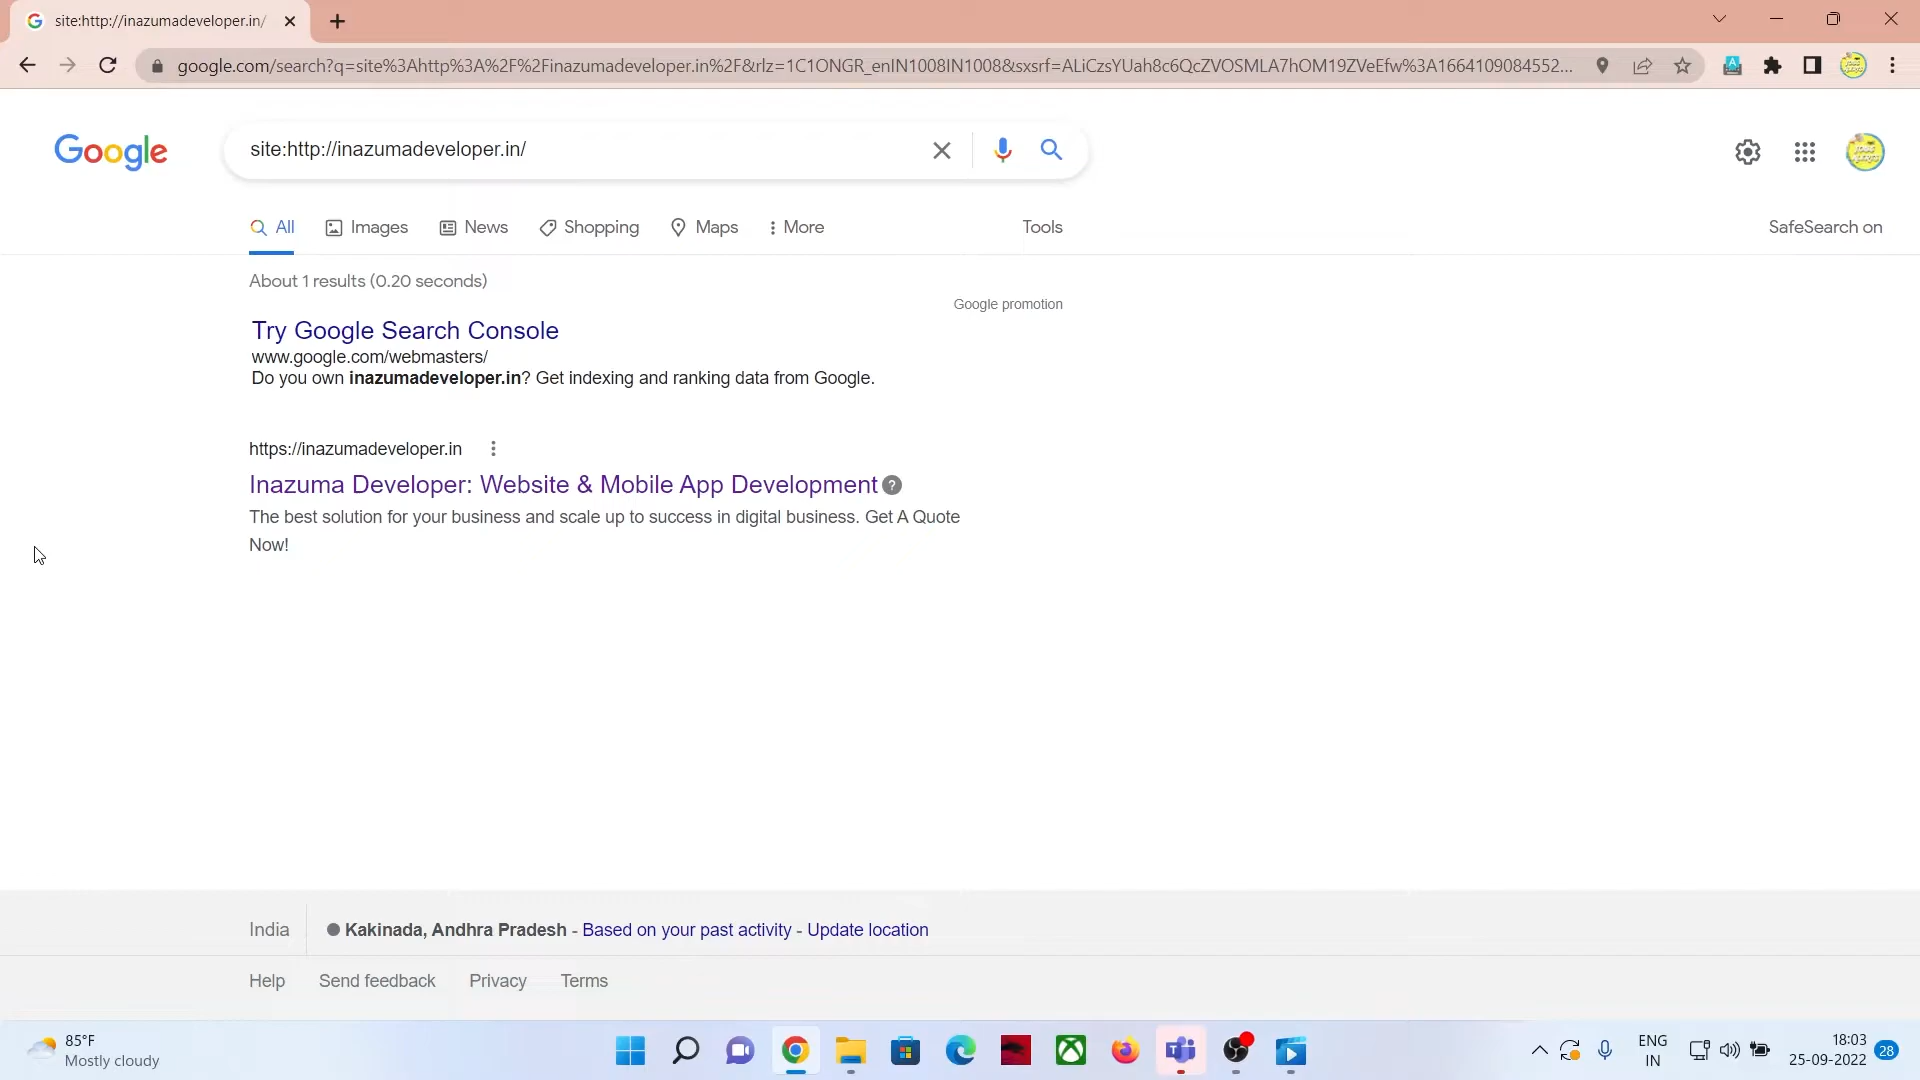 site:http://inazumadeveloper.in/
google.com/search?q=site%3Ahttp%3A%2F%2Finazumadeveloper.in%2F&rlz=1C1ONGR_enIN1008IN1008&sxsrf=ALiCzsYUah8c6QcZVOSMLA7hOM19ZVeEfw%3A1664109084552...
Google
site:http://inazumadeveloper.in/
All Images News Shopping Maps More Tools SafeSearch on
About 1 results (0.20 seconds)
Google promotion
Try Google Search Console
www.google.com/webmasters/
Do you own inazumadeveloper.in? Get indexing and ranking data from Google.
https://inazumadeveloper.in
Inazuma Developer: Website & Mobile App Development
The best solution for your business and scale up to success in digital business. Get A Quote
Now!
India Kakinada, Andhra Pradesh - Based on your past activity - Update location
Help Send feedback Privacy Terms
85°F
Mostly cloudy
ENG
IN
18:03
25-09-2022
28